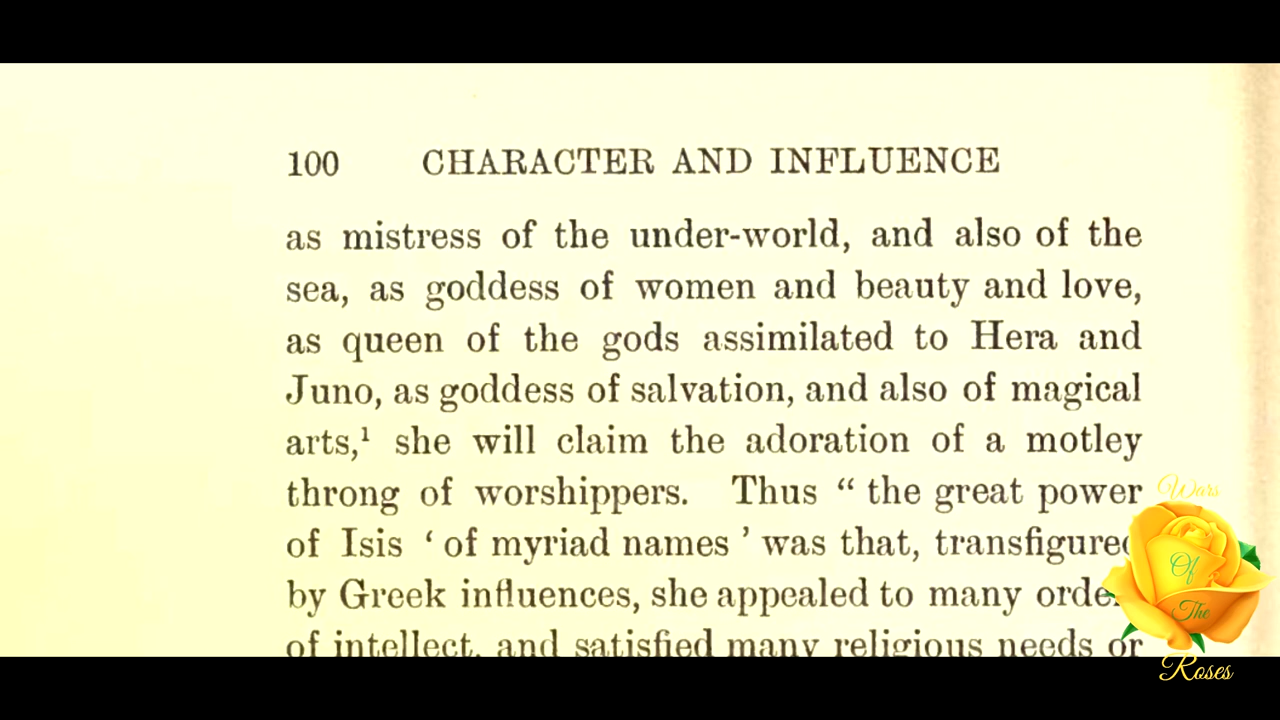 100 CHARACTER AND INFLUENCE
as mistress of the under-world, and also of the
sea, as goddess of women and beauty and love,
as queen of the gods assimilated to Hera and
Juno, as goddess of salvation, and also of magical
arts,¹ she will claim the adoration of a motley
throng of worshippers. Thus “ the great power
of Isis ‘ of myriad names ’ was that, transfigured
by Greek influences, she appealed to many orders
of intellect, and satisfied many religious needs or
Wars
Of
The
Roses